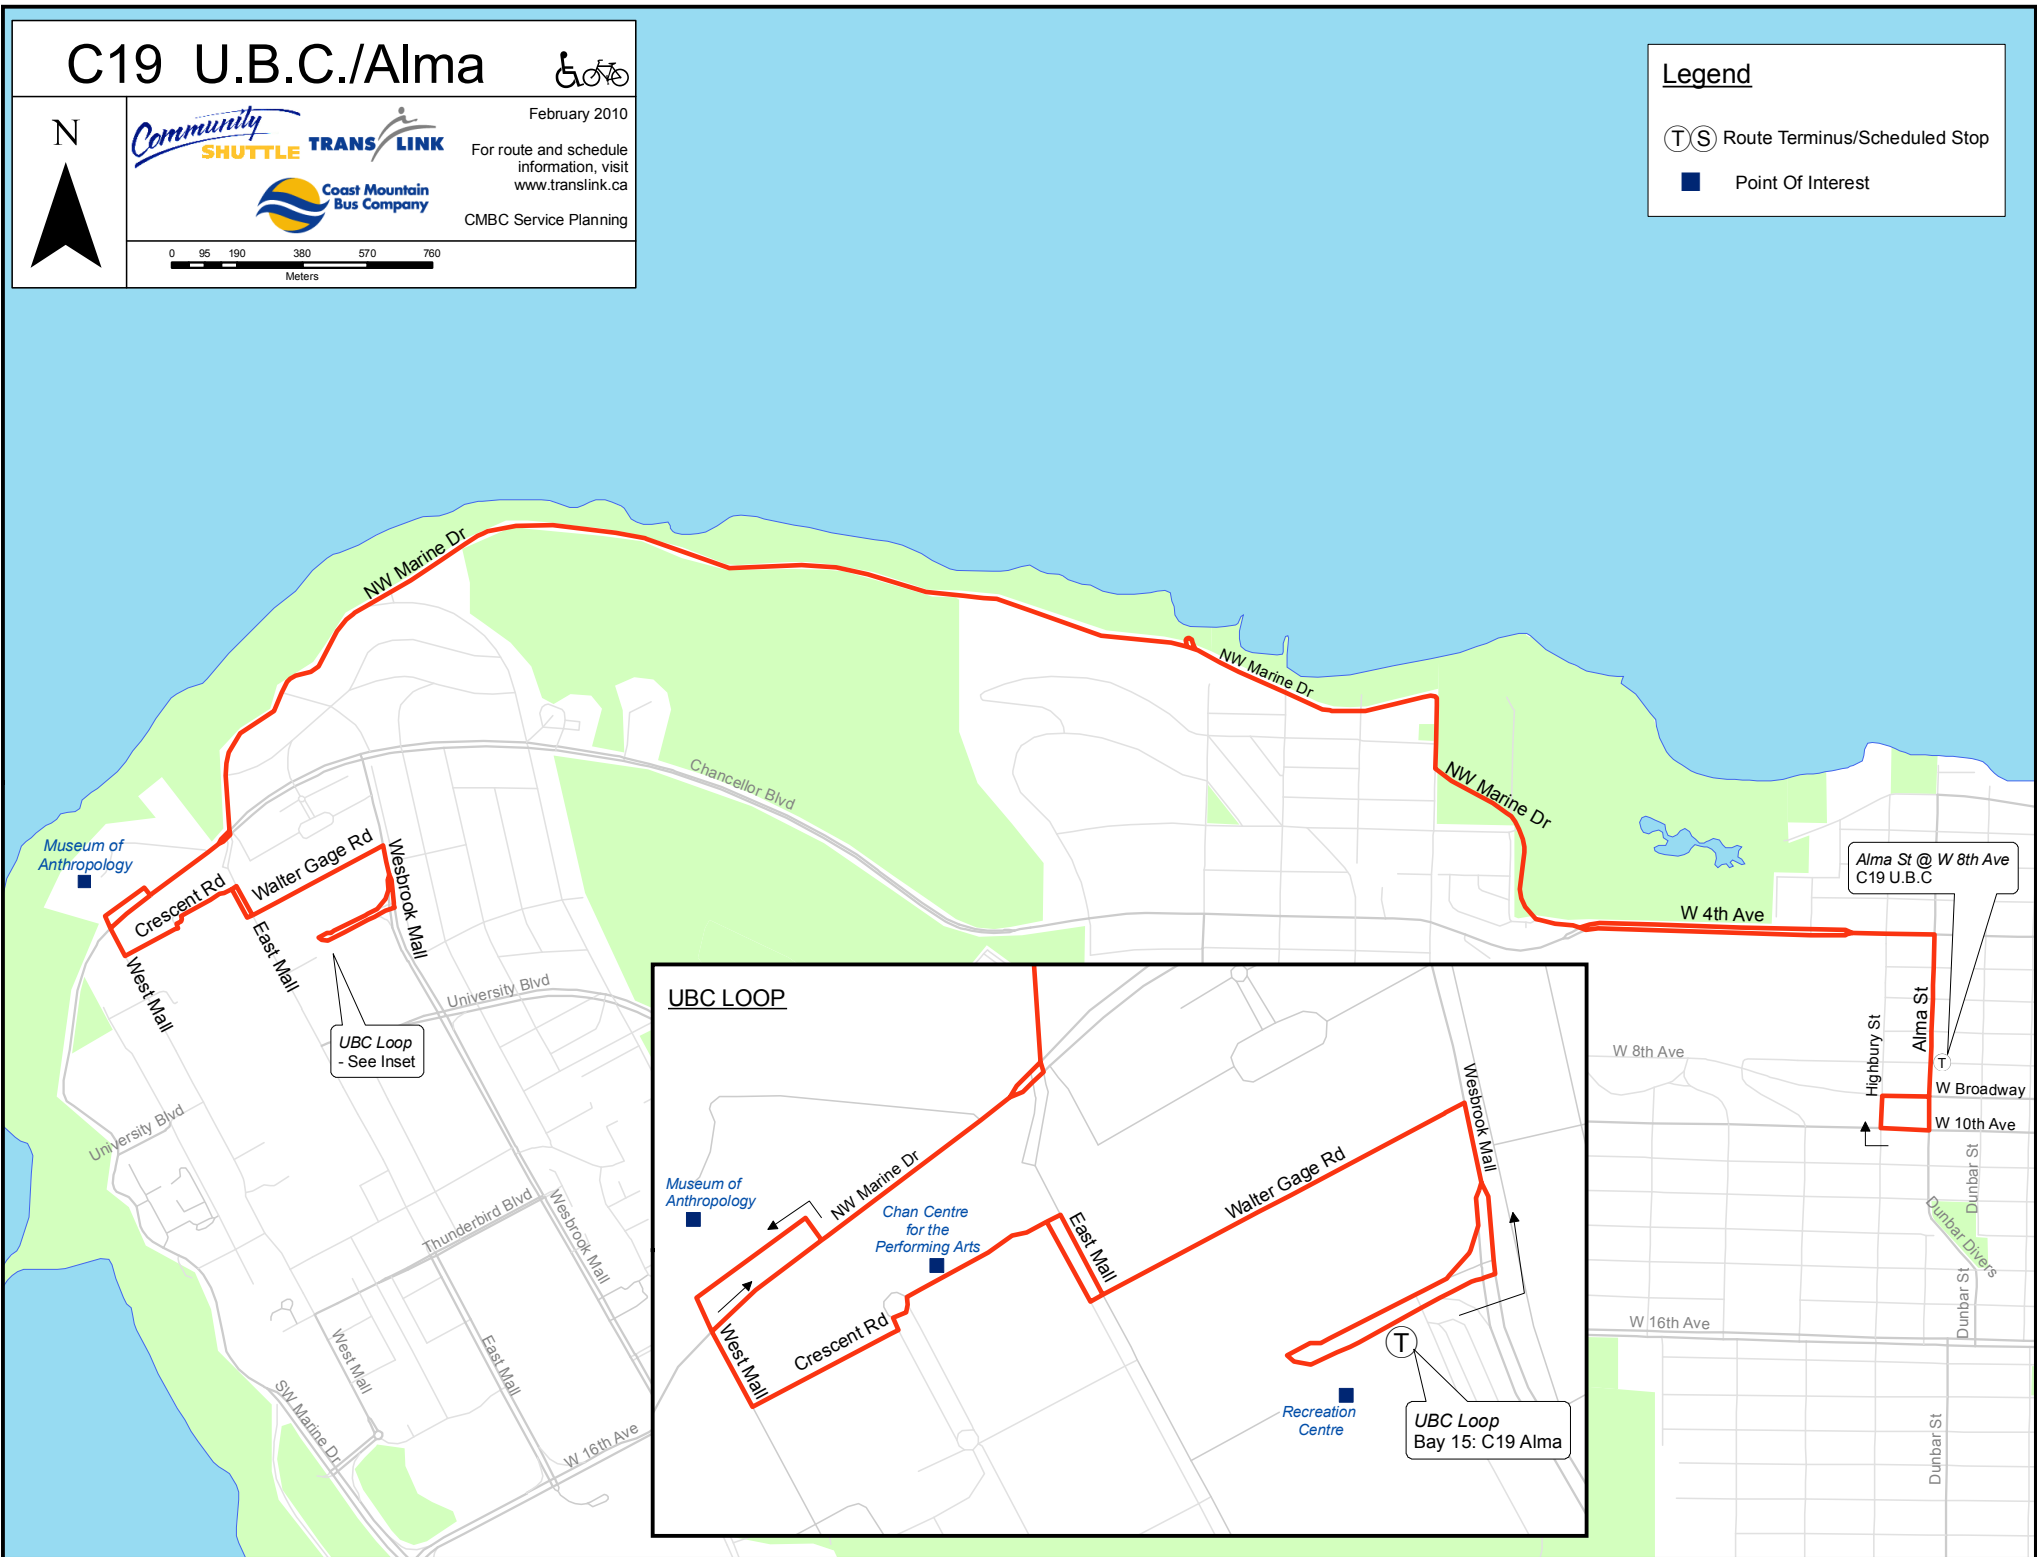 C19 U.B.C./Alma
N
Community
SHUTTLE
TRANS LINK
Coast Mountain
Bus Company
February 2010
For route and schedule
information, visit
www.translink.ca
CMBC Service Planning
0 95 190 380 570 760
Meters
Legend
T S Route Terminus/Scheduled Stop
Point Of Interest
NW Marine Dr
NW Marine Dr
NW Marine Dr
Chancellor Blvd
Museum of
Anthropology
Crescent Rd
Walter Gage Rd
Wesbrook Mall
East Mall
West Mall
University Blvd
UBC Loop
- See Inset
University Blvd
Thunderbird Blvd
Wesbrook Mall
West Mall
East Mall
SW Marine Dr
W 16th Ave
W 4th Ave
Alma St @ W 8th Ave
C19 U.B.C
Alma St
Highbury St
W 8th Ave
T
W Broadway
W 10th Ave
Dunbar St
Dunbar Divers
Dunbar St
W 16th Ave
Dunbar St
UBC LOOP
Wesbrook Mall
Walter Gage Rd
NW Marine Dr
Museum of
Anthropology
Chan Centre
for the
Performing Arts
East Mall
Crescent Rd
West Mall
T
Recreation
Centre
UBC Loop
Bay 15: C19 Alma